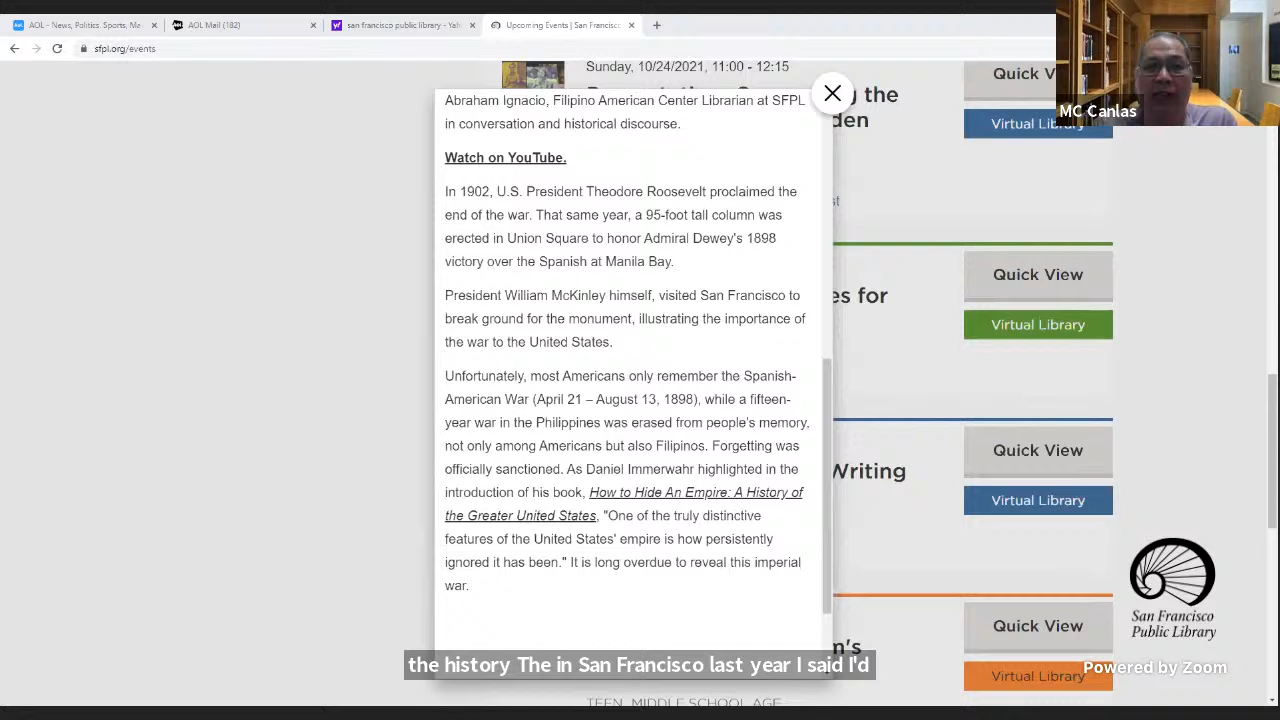 AOL - News, Politics, Sports, Ma
AOL Mail (182)
san francisco public library - Yah
Upcoming Events | San Francisc
sfpl.org/events
MC Canlas
Sunday, 10/24/2021, 11:00 - 12:15
g the
den
Quick V
Virtual Library
Abraham Ignacio, Filipino American Center Librarian at SFPL
in conversation and historical discourse.
Watch on YouTube.
In 1902, U.S. President Theodore Roosevelt proclaimed the
end of the war. That same year, a 95-foot tall column was
erected in Union Square to honor Admiral Dewey's 1898
victory over the Spanish at Manila Bay.
President William McKinley himself, visited San Francisco to
break ground for the monument, illustrating the importance of
the war to the United States.
Unfortunately, most Americans only remember the Spanish-
American War (April 21 – August 13, 1898), while a fifteen-
year war in the Philippines was erased from people's memory,
not only among Americans but also Filipinos. Forgetting was
officially sanctioned. As Daniel Immerwahr highlighted in the
introduction of his book, How to Hide An Empire: A History of
the Greater United States, "One of the truly distinctive
features of the United States' empire is how persistently
ignored it has been." It is long overdue to reveal this imperial
war.
st
es for
Quick View
Virtual Library
Writing
Quick View
Virtual Library
n's
Quick View
Virtual Library
TEEN, MIDDLE SCHOOL AGE
San Francisco
Public Library
Powered by Zoom
the history The in San Francisco last year I said I'd